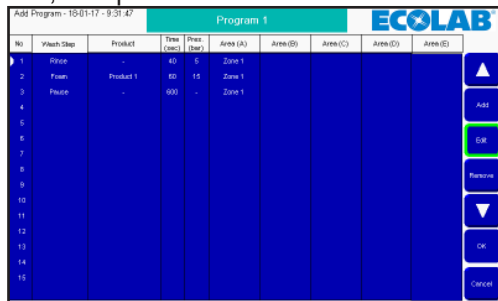 Add Program - 18-01-17 - 9:31:47
Program 1
ECOLAB
No Wash Step Product Time (sec) Pres. (bar) Area (A) Area (B) Area (C) Area (D) Area (E)
1 Rinse - 40 5 Zone 1
2 Foam Product 1 60 15 Zone 1
3 Pause - 600 - Zone 1
4
5
6
7
8
9
10
11
12
13
14
15
Add
Edit
Remove
OK
Cancel